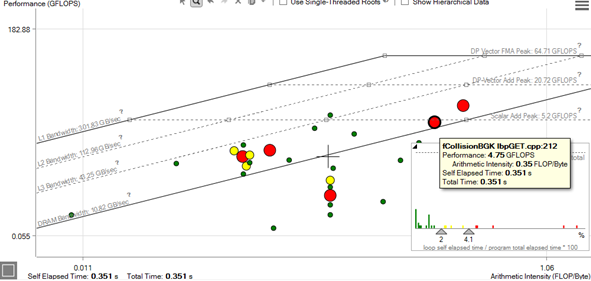 Performance (GFLOPS)
Use Single-Threaded Roofs
Show Hierarchical Data
182.88
?
DP Vector FMA Peak: 64.71 GFLOPS
?
DP Vector Add Peak: 20.72 GFLOPS
?
Scalar Add Peak: 5.2 GFLOPS
?
L1 Bandwidth: 201.83 GB/sec
?
L2 Bandwidth: 112.96 GB/sec
?
L3 Bandwidth: 41.25 GB/sec
?
DRAM Bandwidth: 10.82 GB/sec
fCollisionBGK lbpGET.cpp:212
Performance: 4.75 GFLOPS
Arithmetic Intensity: 0.35 FLOP/Byte
Self Elapsed Time: 0.351 s
Total Time: 0.351 s
total
2
4.1
%
loop self elapsed time / program total elapsed time * 100
0.055
0.011
1.06
Self Elapsed Time: 0.351 s Total Time: 0.351 s
Arithmetic Intensity (FLOP/Byte)